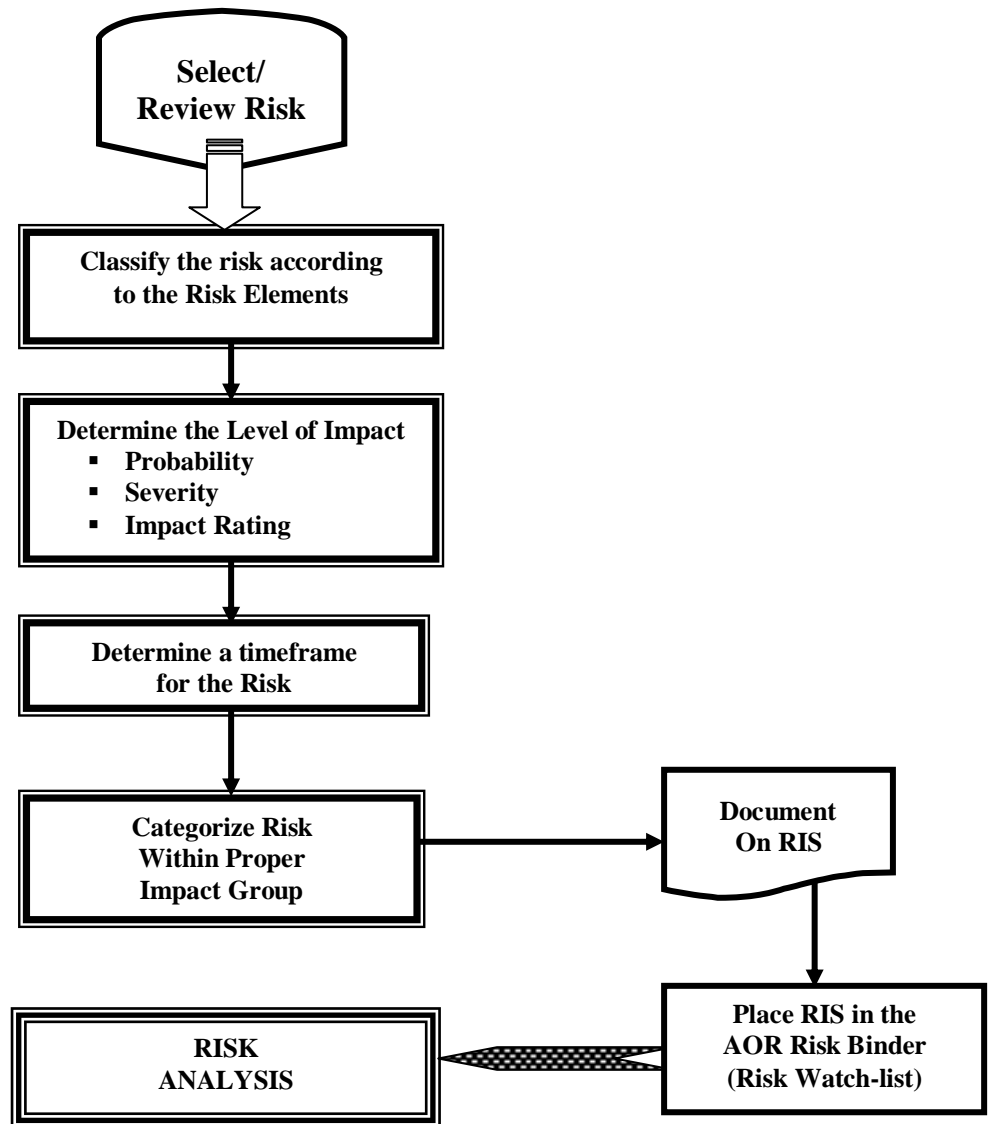 Select/
Review Risk
Classify the risk according
to the Risk Elements
Determine the Level of Impact
▪ Probability
▪ Severity
▪ Impact Rating
Determine a timeframe
for the Risk
Categorize Risk
Within Proper
Impact Group
Document
On RIS
Place RIS in the
AOR Risk Binder
(Risk Watch-list)
RISK
ANALYSIS